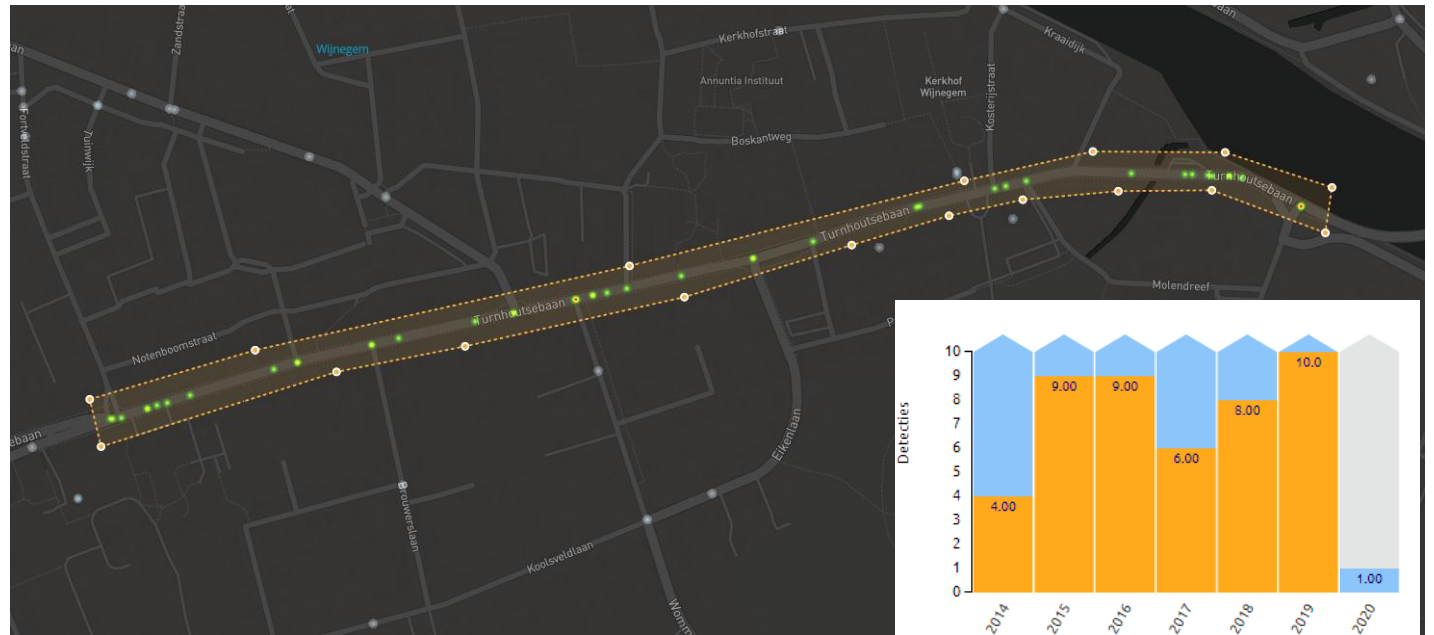 Zandstraat
Wijnegem
Kerkhofstraat
Kraaidijk
Annuntia Instituut
Kerkhof
Wijnegem
Kosterijstraat
Fortveldstraat
Tuinwijk
Boskantweg
Turnhoutsebaan
Turnhoutsebaan
Molendreef
Turnhoutsebaan
Notenboomstraat
ebaan
Eikenlaan
Brouwerslaan
Koolsveldlaan
Womm
Detecties
10
9
8
7
6
5
4
3
2
1
0
4.00
9.00
9.00
6.00
8.00
10.0
1.00
2014
2015
2016
2017
2018
2019
2020